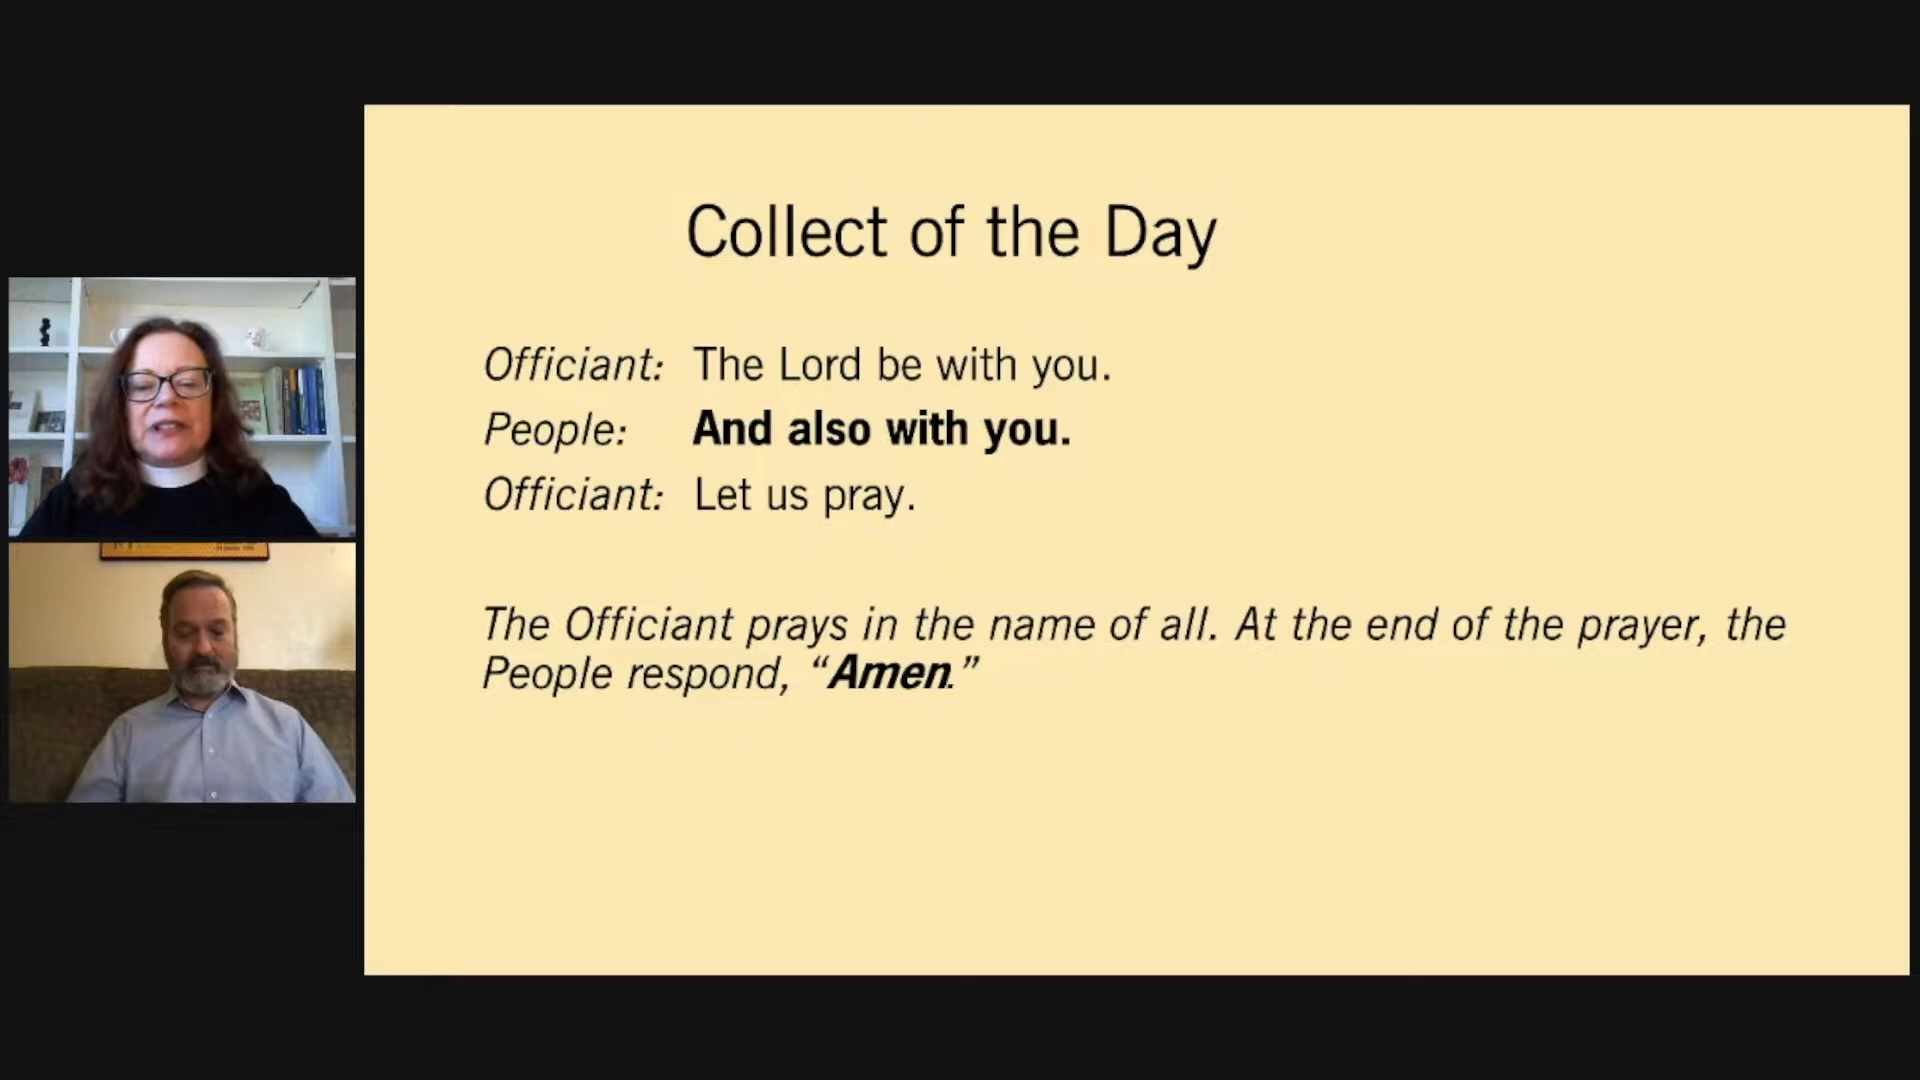 Collect of the Day
Officiant: The Lord be with you.
People: And also with you.
Officiant: Let us pray.
The Officiant prays in the name of all. At the end of the prayer, the
People respond, “Amen.”